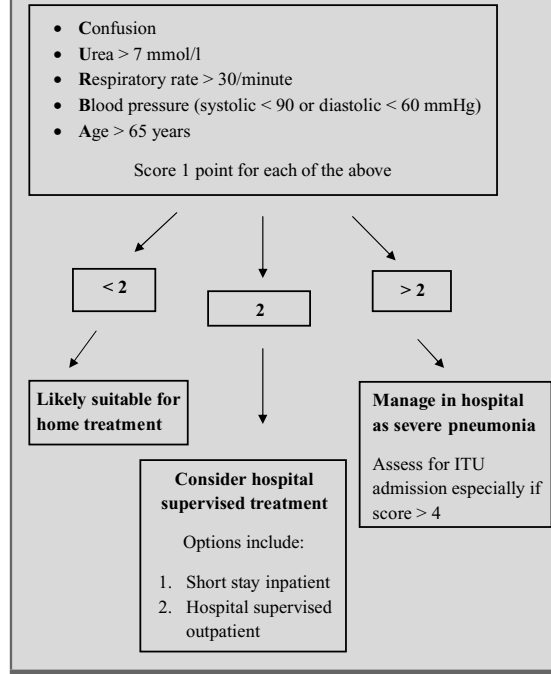 • Confusion
• Urea > 7 mmol/l
• Respiratory rate > 30/minute
• Blood pressure (systolic < 90 or diastolic < 60 mmHg)
• Age > 65 years
Score 1 point for each of the above
< 2
2
> 2
Likely suitable for
home treatment
Consider hospital
supervised treatment
Options include:
1. Short stay inpatient
2. Hospital supervised
outpatient
Manage in hospital
as severe pneumonia
Assess for ITU
admission especially if
score > 4